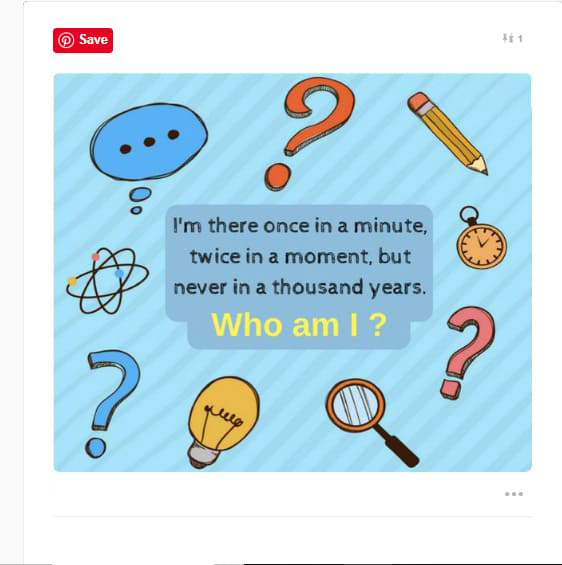 Save
1
I'm there once in a minute,
twice in a moment, but
never in a thousand years.
Who am I ?